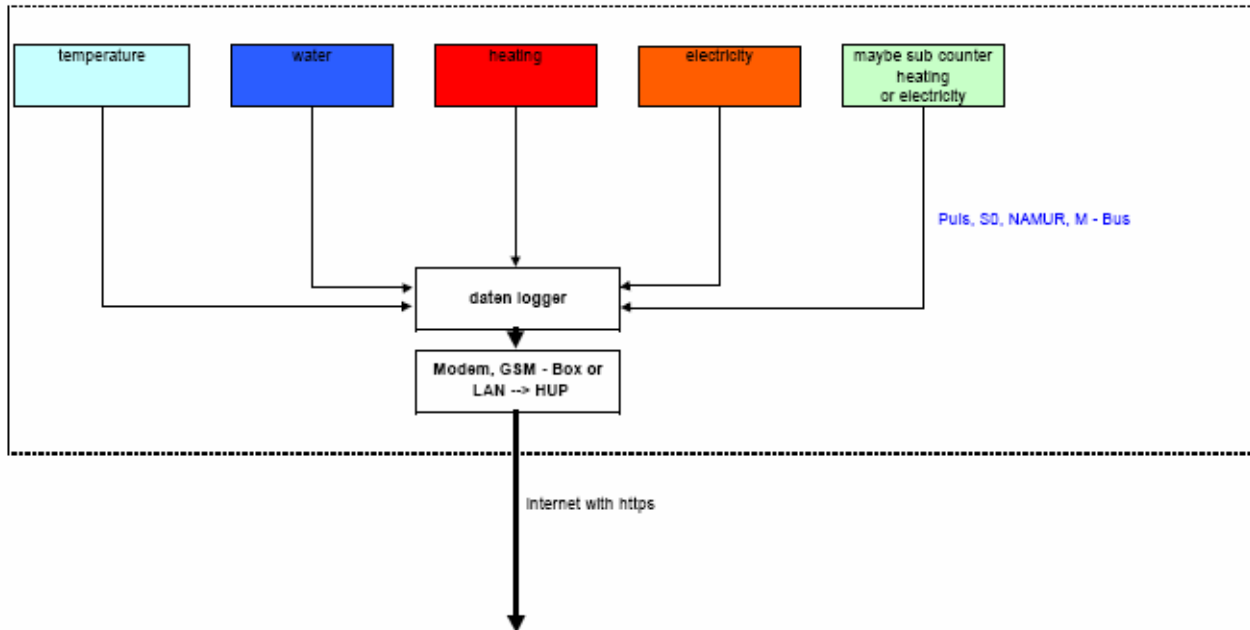 temperature
water
heating
electricity
maybe sub counter
heating
or electricity
Puls, S0, NAMUR, M - Bus
daten logger
Modem, GSM - Box or
LAN --> HUP
Internet with https